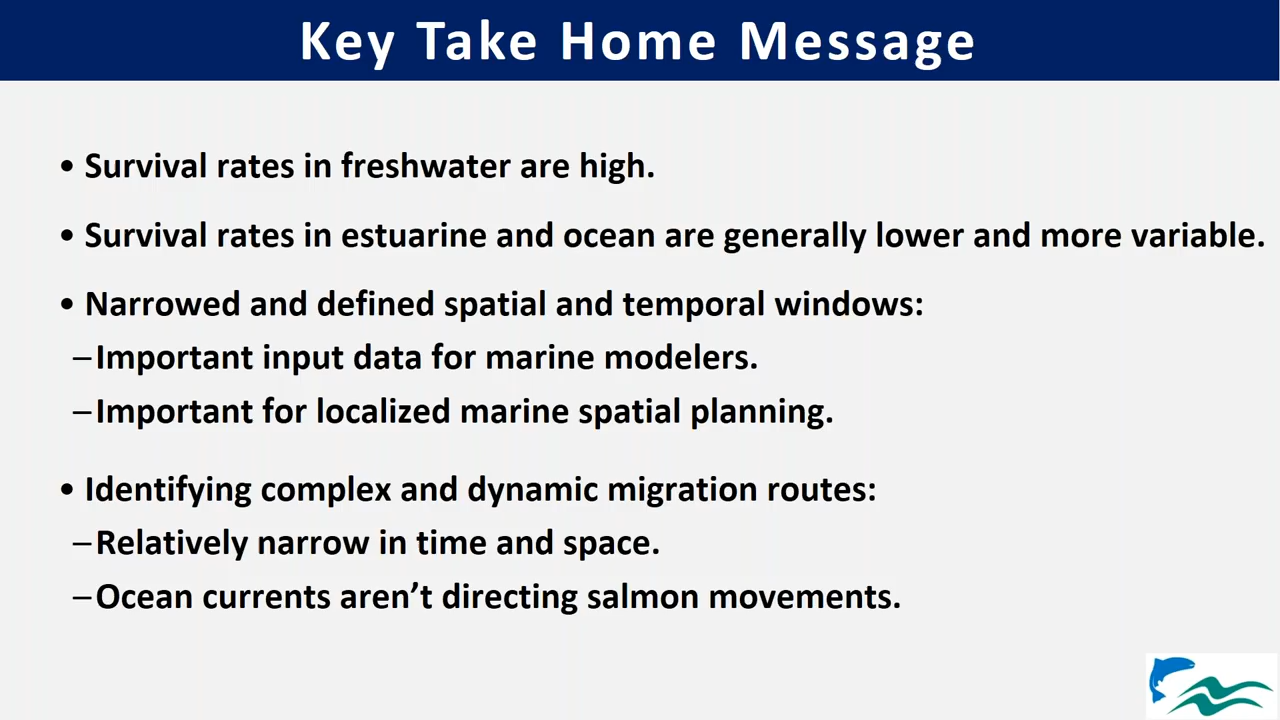 Key Take Home Message
• Survival rates in freshwater are high.
• Survival rates in estuarine and ocean are generally lower and more variable.
• Narrowed and defined spatial and temporal windows:
–Important input data for marine modelers.
–Important for localized marine spatial planning.
• Identifying complex and dynamic migration routes:
–Relatively narrow in time and space.
–Ocean currents aren’t directing salmon movements.